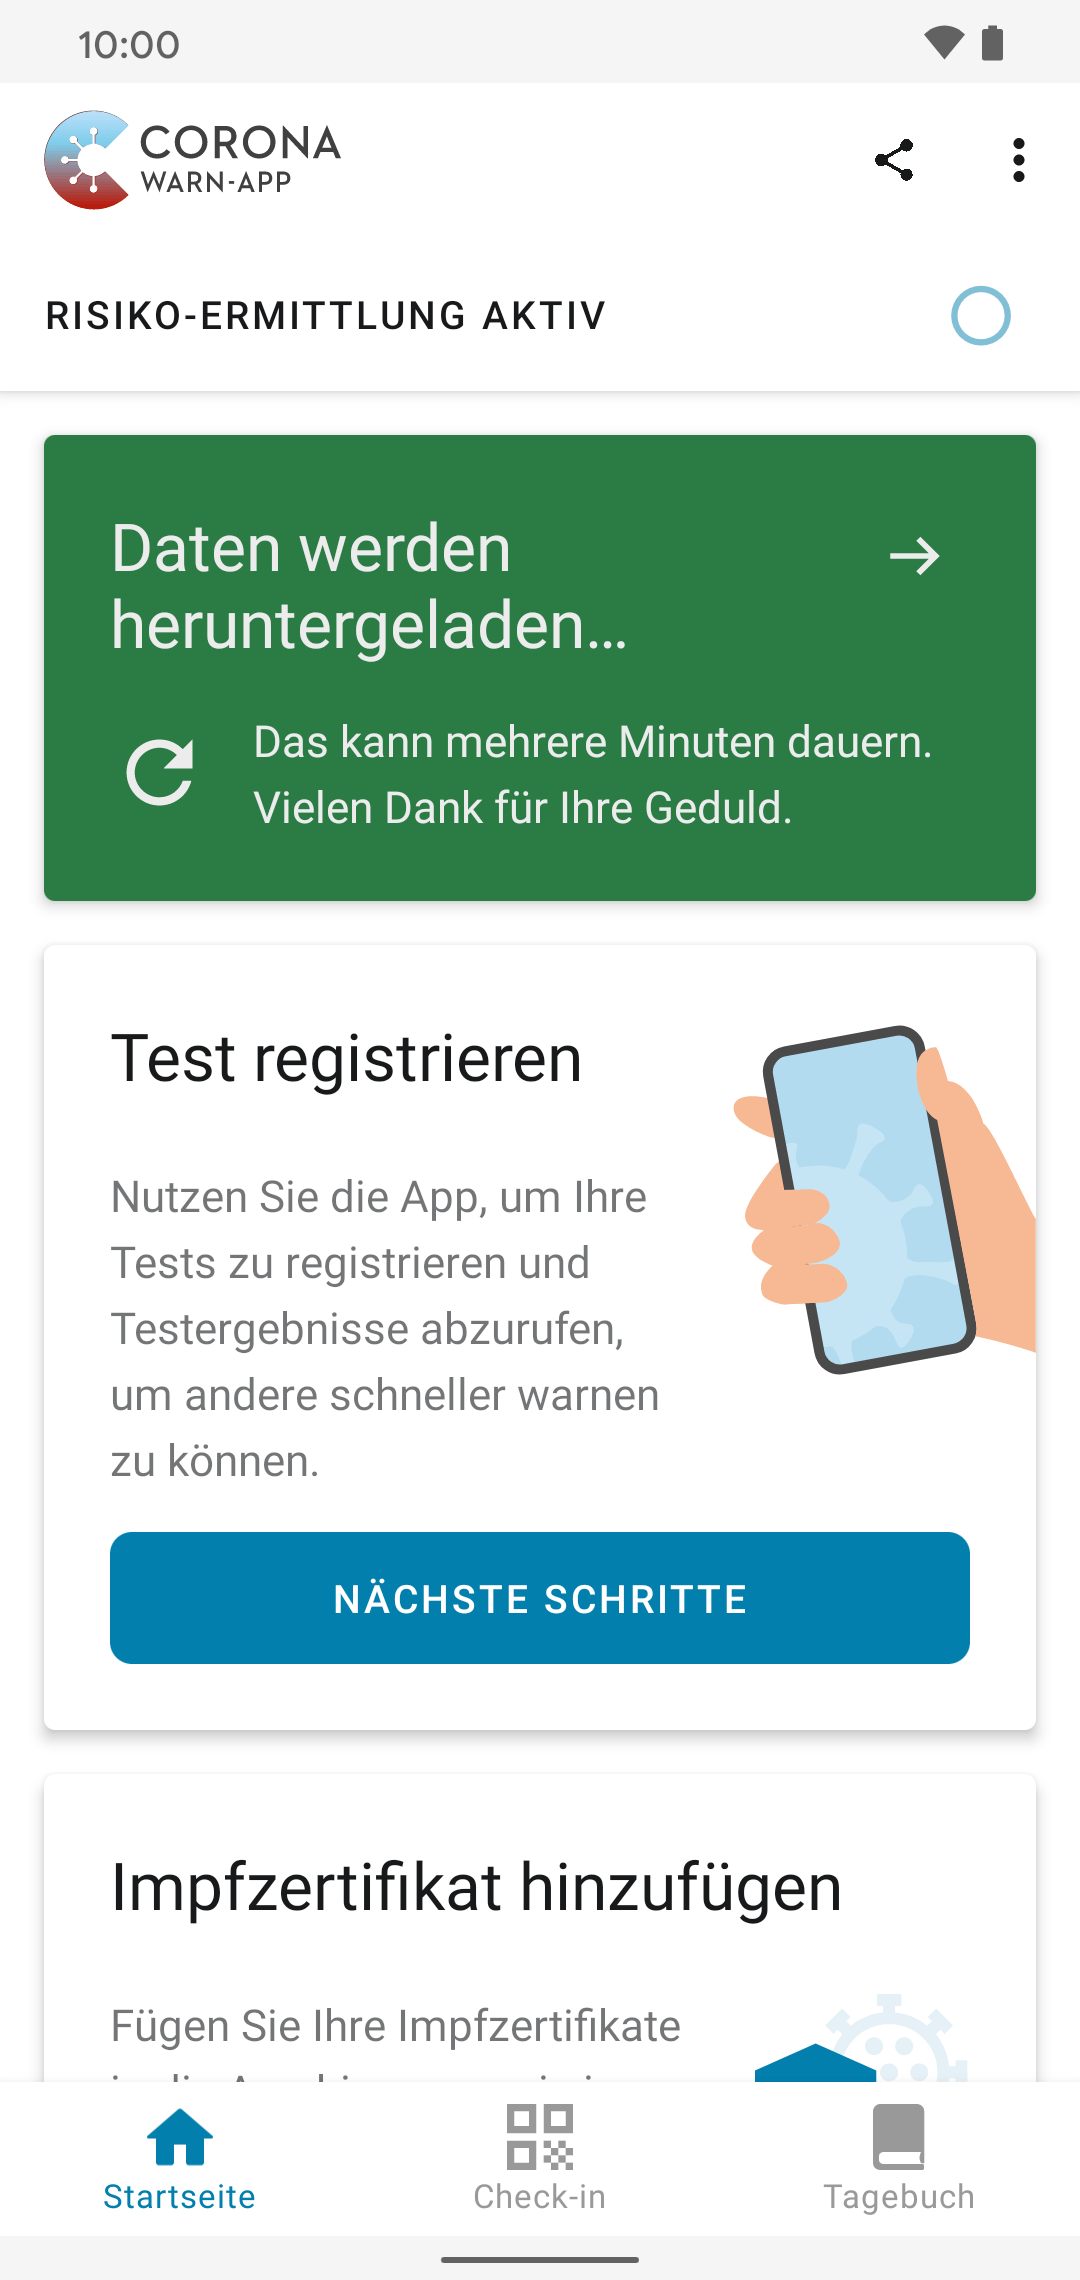 10:00
CORONA
WARN-APP
RISIKO-ERMITTLUNG AKTIV
Daten werden
heruntergeladen…
Das kann mehrere Minuten dauern.
Vielen Dank für Ihre Geduld.
Test registrieren
Nutzen Sie die App, um Ihre
Tests zu registrieren und
Testergebnisse abzurufen,
um andere schneller warnen
zu können.
NÄCHSTE SCHRITTE
Impfzertifikat hinzufügen
Fügen Sie Ihre Impfzertifikate
Startseite
Check-in
Tagebuch